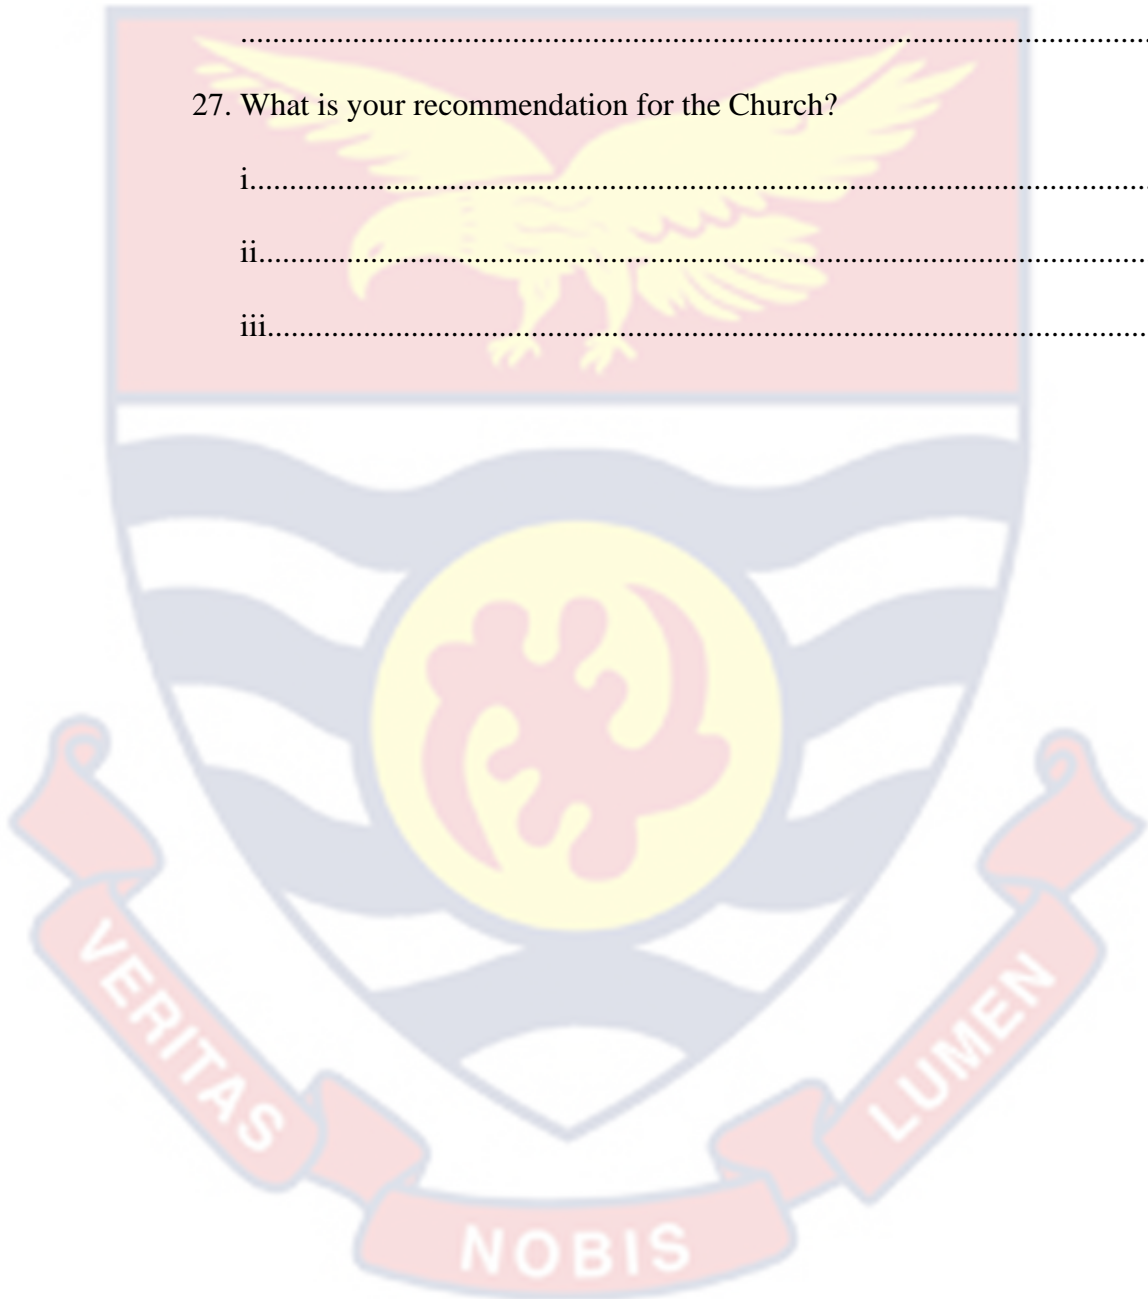 ................................................................................................................
27. What is your recommendation for the Church?
i................................................................................................................
ii...............................................................................................................
iii..............................................................................................................
VERITAS
NOBIS
LUMEN